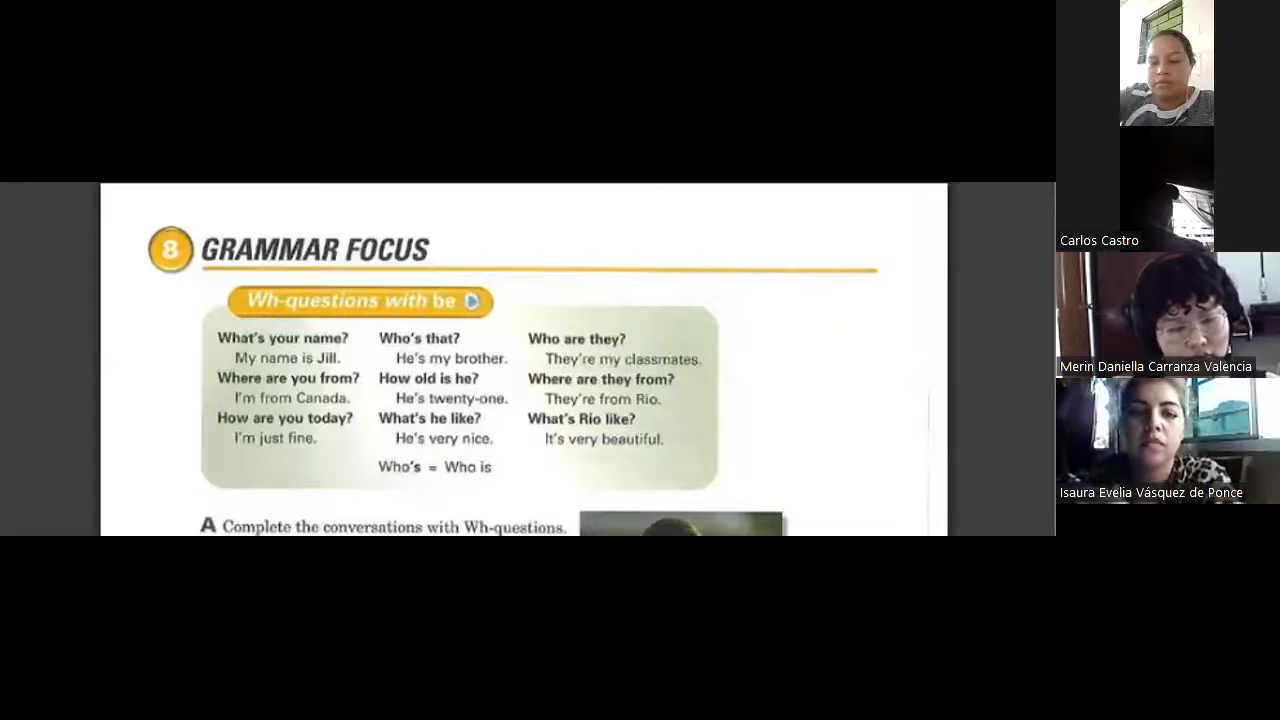 8 GRAMMAR FOCUS
Wh-questions with be
What's your name?
My name is Jill.
Where are you from?
I'm from Canada.
How are you today?
I'm just fine.
Who's that?
He's my brother.
How old is he?
He's twenty-one.
What's he like?
He's very nice.
Who's = Who is
Who are they?
They're my classmates.
Where are they from?
They're from Rio.
What's Rio like?
It's very beautiful.
A Complete the conversations with Wh-questions.
Carlos Castro
Merin Daniella Carranza Valencia
Isaura Evelia Vásquez de Ponce